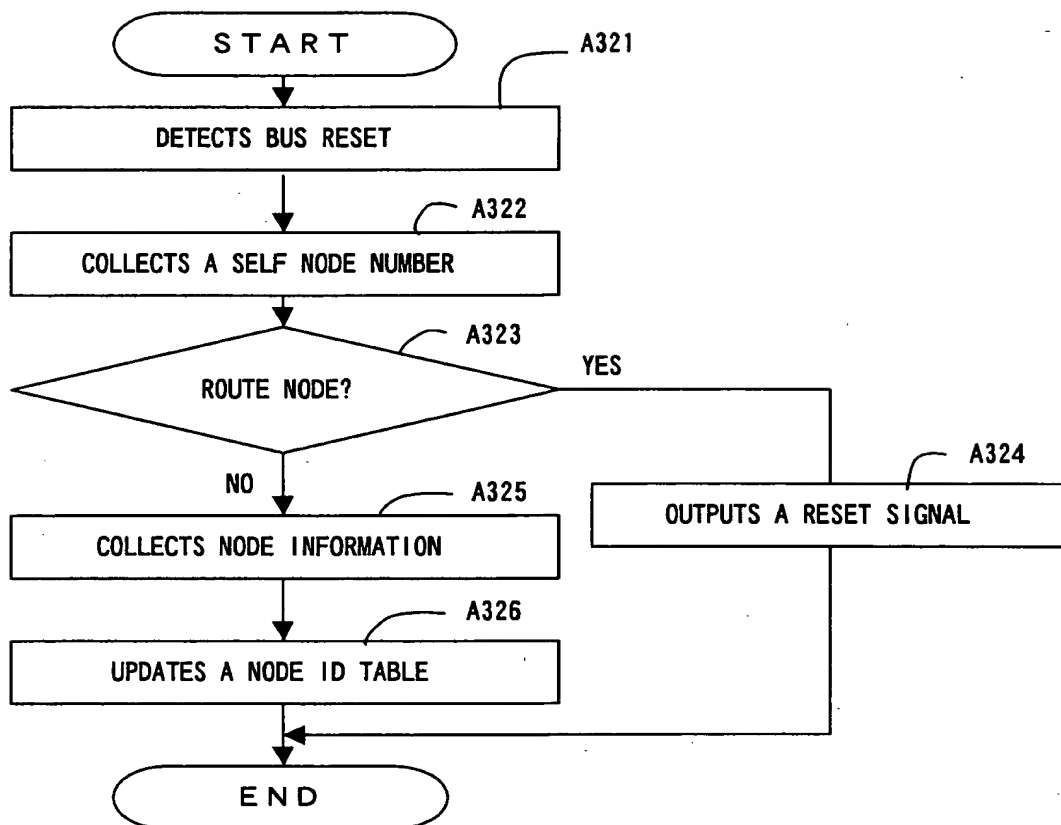 START
A321
DETECTS BUS RESET
A322
COLLECTS A SELF NODE NUMBER
A323
ROUTE NODE?
YES
NO
A324
OUTPUTS A RESET SIGNAL
A325
COLLECTS NODE INFORMATION
A326
UPDATES A NODE ID TABLE
END